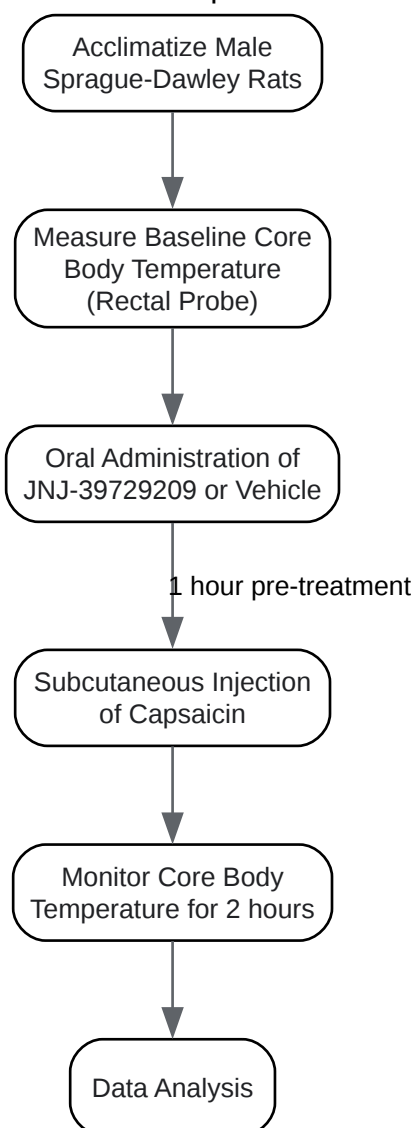 Acclimatize Male
Sprague-Dawley Rats
Measure Baseline Core
Body Temperature
(Rectal Probe)
Oral Administration of
JNJ-39729209 or Vehicle
1 hour pre-treatment
Subcutaneous Injection
of Capsaicin
Monitor Core Body
Temperature for 2 hours
Data Analysis